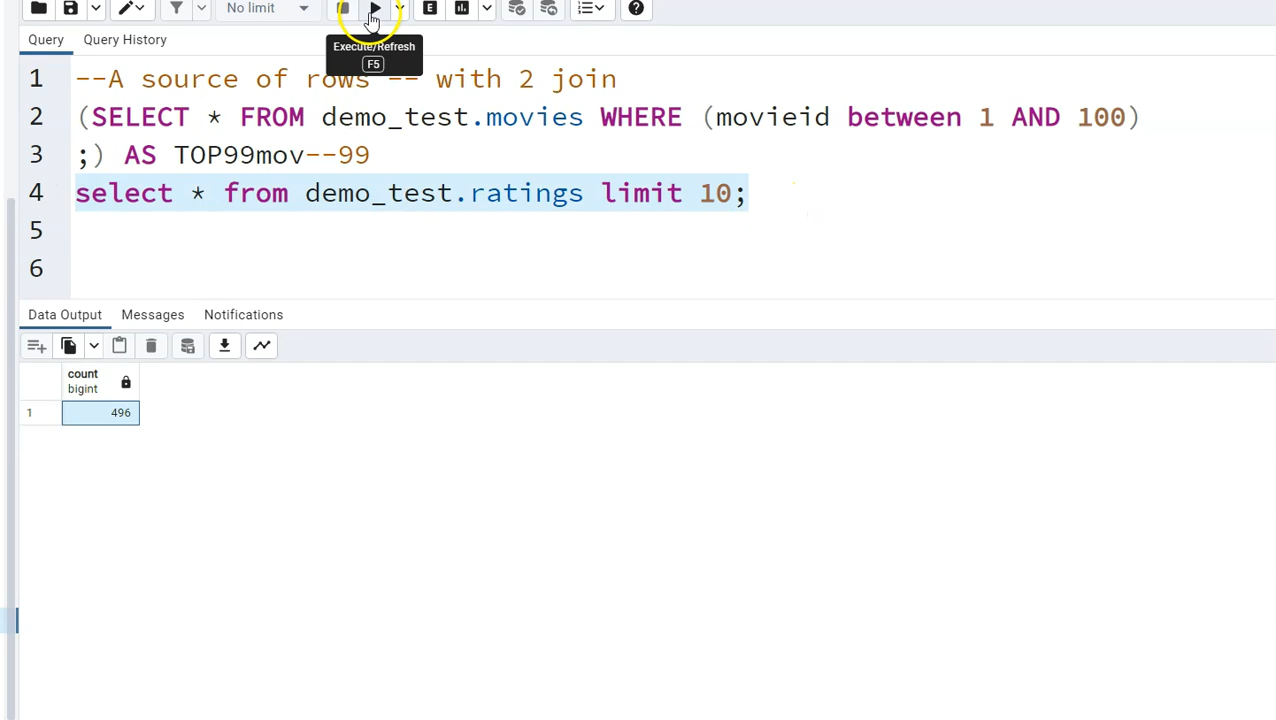 No limit
Query Query History
Execute/Refresh
F5
1 --A source of rows -- with 2 join
2 (SELECT * FROM demo_test.movies WHERE (movieid between 1 AND 100)
3 ;) AS TOP99mov--99
4 select * from demo_test.ratings limit 10;
5
6
Data Output Messages Notifications
count
bigint
1 496